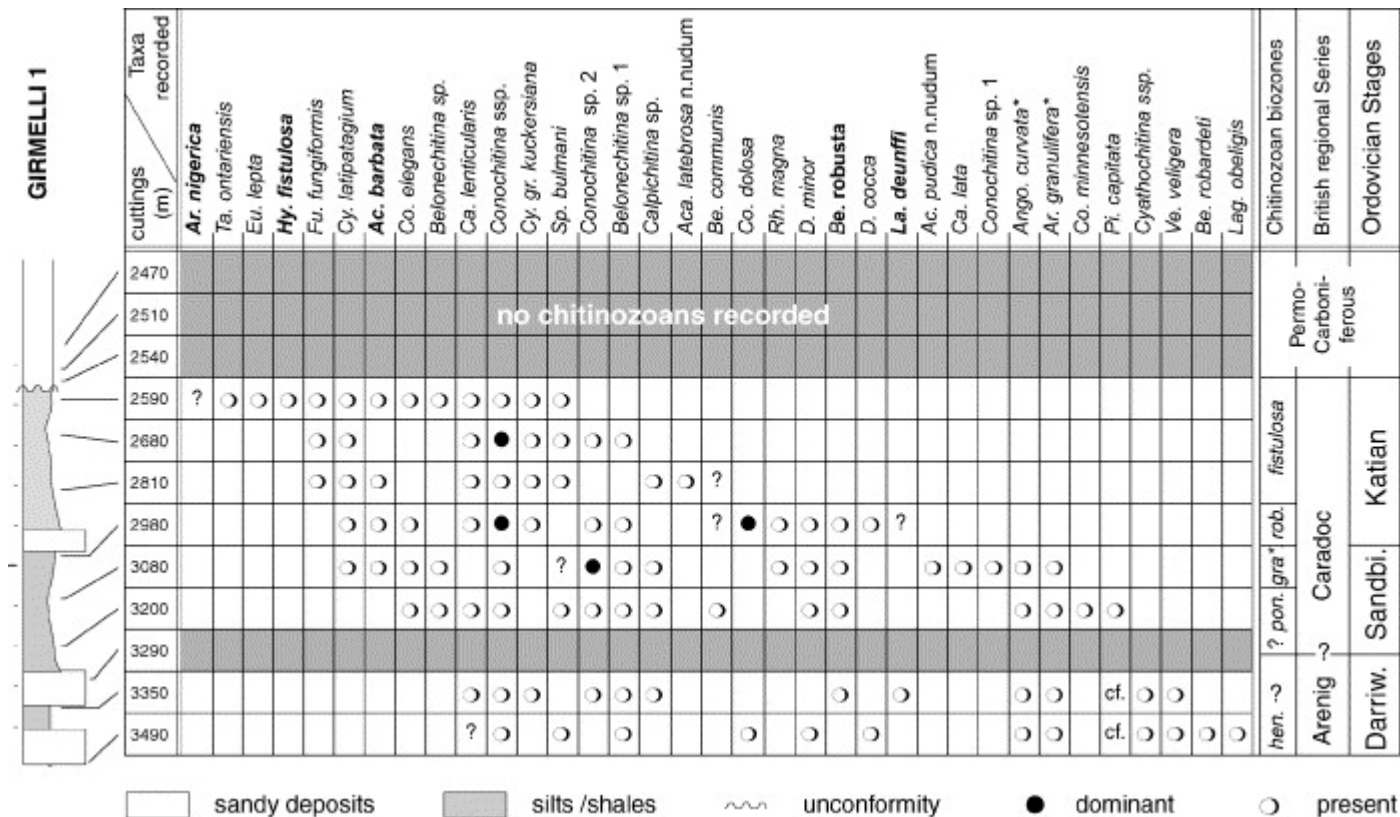 GIRMELLI 1
Taxa recorded
cuttings (m)
Ar. nigerica
Ta. ontariensis
Eu. lepta
Hy. fistulosa
Fu. fungiformis
Cy. latipatagium
Ac. barbata
Co. elegans
Belonechitina sp.
Ca. lenticularis
Conochitina ssp.
Cy. gr. kuckersiana
Sp. bulmani
Conochitina sp. 2
Belonechitina sp. 1
Calpichitina sp.
Aca. latebrosa n.nudum
Be. communis
Co. dolosa
Rh. magna
D. minor
Be. robusta
D. cocca
La. deunffi
Ac. pudica n.nudum
Ca. lata
Conochitina sp. 1
Ango. curvata*
Ar. granulifera*
Co. minnesotensis
Pi. capitata
Cyathochitina ssp.
Ve. veligera
Be. robardeti
Lag. obeligis
Chitinozoan biozones
British regional Series
Ordovician Stages
2470
2510
no chitinozoans recorded
2540
Permo-Carboniferous
2590 ?
2680
2810 ?
2980 ? ?
3080 ?
3200
3290
3350 cf.
3490 ? cf.
fistulosa
rob.
gra*
? pon.
hen. -?
Caradoc
?
Arenig
Katian
Sandbi.
Darriw.
sandy deposits
silts /shales
unconformity
dominant
present